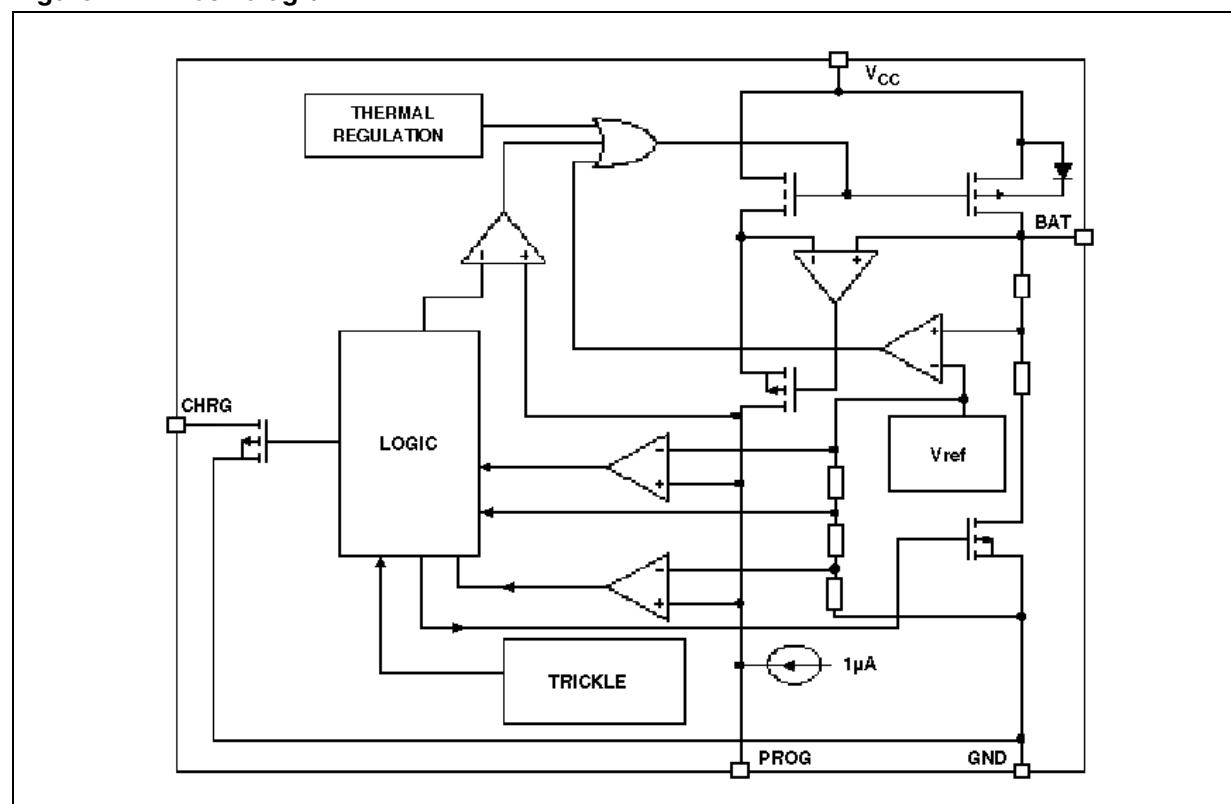 VCC
THERMAL
REGULATION
BAT
- +
- +
+
-
CHRG
LOGIC
Vref
-
+
-
+
1µA
TRICKLE
PROG
GND